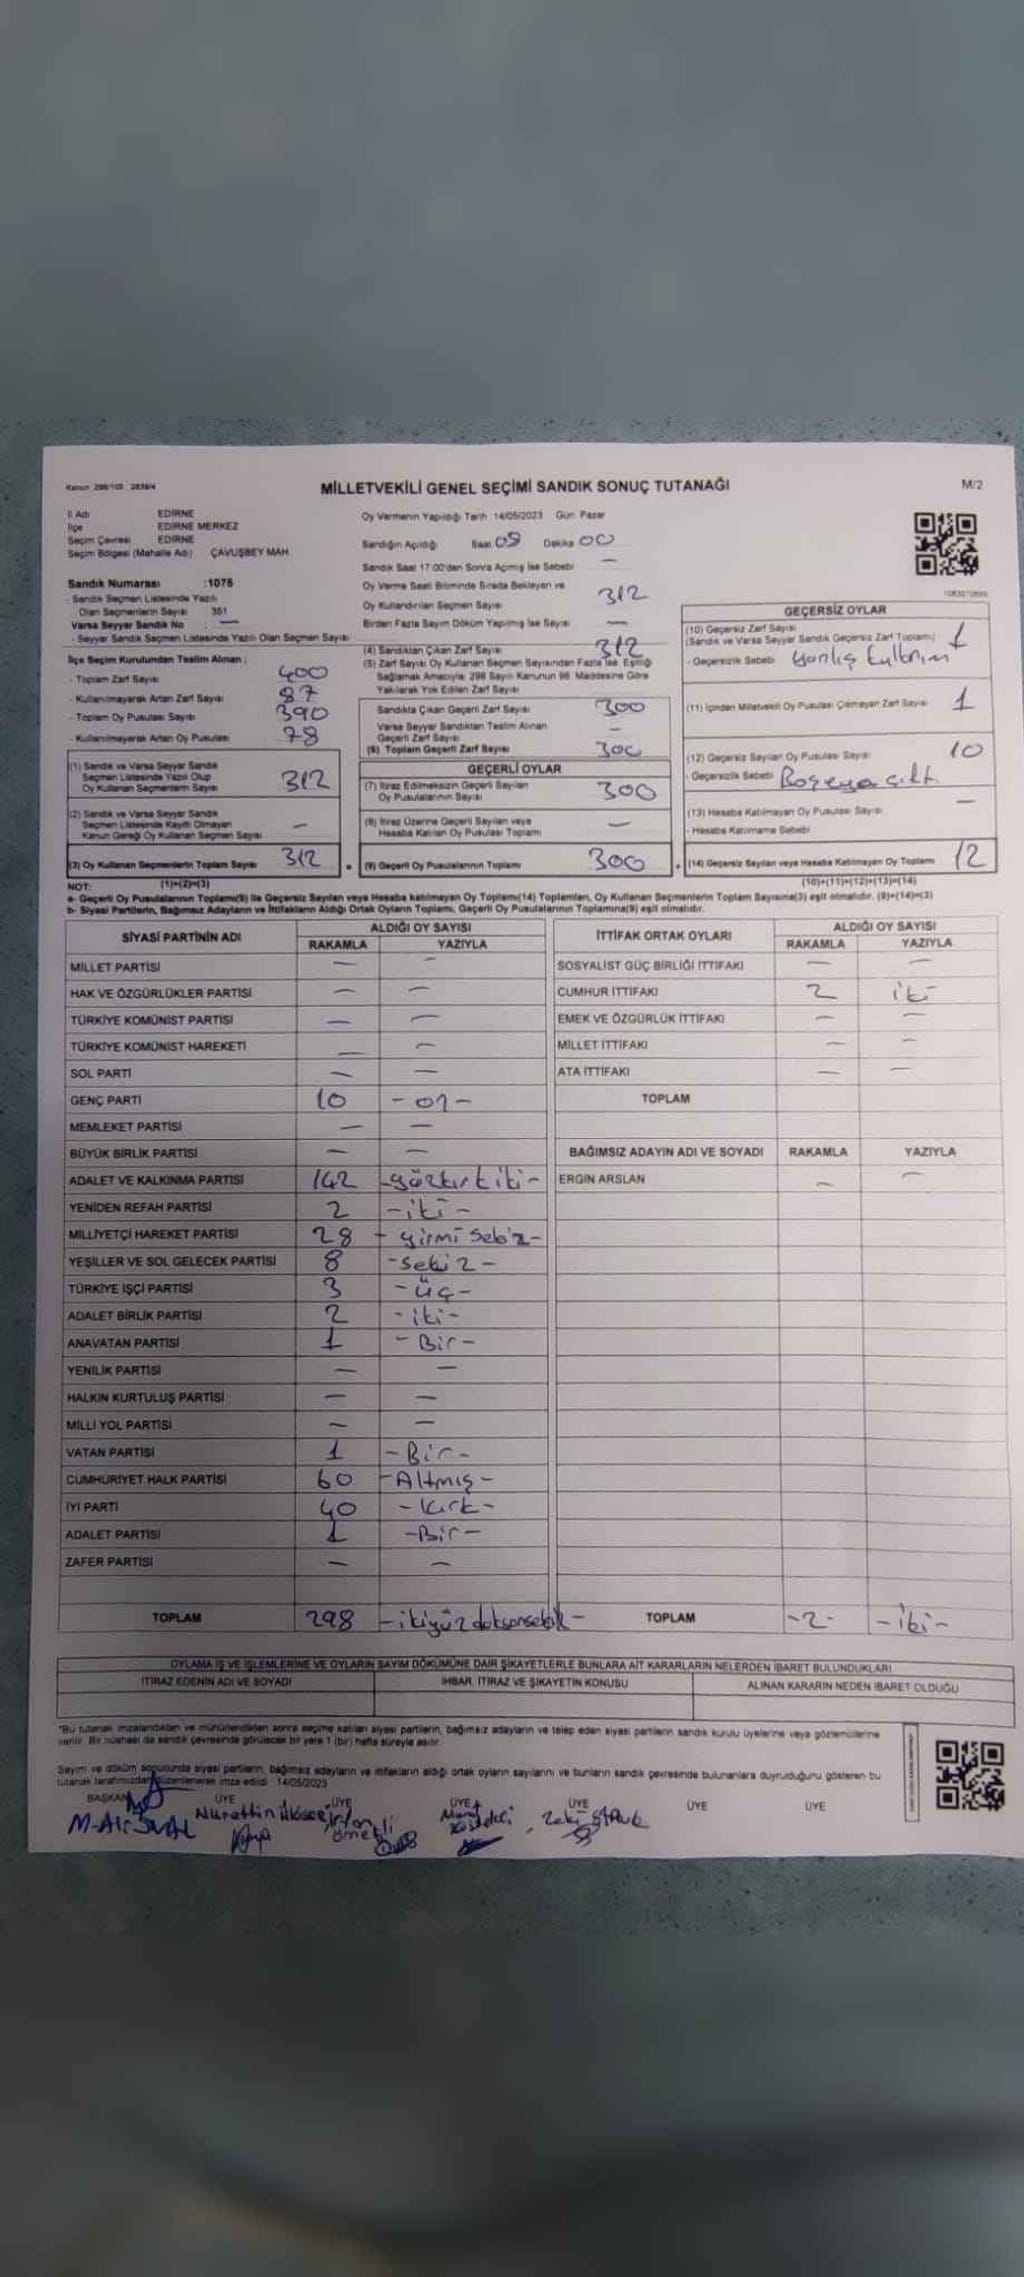 Kanun 298/105 2839/4
MİLLETVEKİLİ GENEL SEÇİMİ SANDIK SONUÇ TUTANAĞI
M/2
İl Adı EDİRNE
İlçe EDİRNE MERKEZ
Seçim Çevresi EDİRNE
Seçim Bölgesi (Mahalle Adı) ÇAVUŞBEY MAH.
Sandık Numarası :1075
- Sandık Seçmen Listesinde Yazılı
Olan Seçmenlerin Sayısı 351
Varsa Seyyar Sandık No : —
- Seyyar Sandık Seçmen Listesinde Yazılı Olan Seçmen Sayısı
İlçe Seçim Kurulundan Teslim Alınan ;
- Toplam Zarf Sayısı 400
- Kullanılmayarak Artan Zarf Sayısı 87
- Toplam Oy Pusulası Sayısı 390
- Kullanılmayarak Artan Oy Pusulası 78
(1) Sandık ve Varsa Seyyar Sandık
Seçmen Listesinde Yazılı Olup
Oy Kullanan Seçmenlerin Sayısı 312
(2) Sandık ve Varsa Seyyar Sandık
Seçmen Listesinde Kayıtlı Olmayan
Kanun Gereği Oy Kullanan Seçmen Sayısı —
(3) Oy Kullanan Seçmenlerin Toplam Sayısı 312
(1)+(2)=(3)
Oy Vermenin Yapıldığı Tarih 14/05/2023 Gün Pazar
Sandığın Açıldığı Saat Dakika 00
Sandık Saat 17:00'den Sonra Açımış İse Sebebi —
Oy Verme Saati Bitiminde Sırada Bekleyen ve
Oy Kullandırılan Seçmen Sayısı 312
Birden Fazla Sayım Döküm Yapılmış İse Sayısı —
(4) Sandıktan Çıkan Zarf Sayısı 312
(5) Zarf Sayısı Oy Kullanan Seçmen Sayısından Fazla İse, Eşitliği
Sağlamak Amacıyla; 298 Sayılı Kanunun 98. Maddesine Göre
Yakılarak Yok Edilen Zarf Sayısı —
Sandıkta Çıkan Geçerli Zarf Sayısı 300
Varsa Seyyar Sandıktan Teslim Alınan
Geçerli Zarf Sayısı —
(6) Toplam Geçerli Zarf Sayısı 300
GEÇERLİ OYLAR
(7) İtiraz Edilmeksizin Geçerli Sayılan
Oy Pusulalarının Sayısı 300
(8) İtiraz Üzerine Geçerli Sayılan veya
Hesaba Katılan Oy Pusulası Toplamı —
(9) Geçerli Oy Pusulalarının Toplamı 300
GEÇERSİZ OYLAR
(10) Geçersiz Zarf Sayısı
(Sandık ve Varsa Seyyar Sandık Geçersiz Zarf Toplamı) 1
- Geçersizlik Sebebi yanlış
(11) İçinden Milletvekili Oy Pusulası Çıkmayan Zarf Sayısı 1
(12) Geçersiz Sayılan Oy Pusulası Sayısı 10
- Geçersizlik Sebebi
(13) Hesaba Katılmayan Oy Pusulası Sayısı —
- Hesaba Katılmama Sebebi
(14) Geçersiz Sayılan veya Hesaba Katılmayan Oy Toplamı 12
(10)+(11)+(12)+(13)=(14)
NOT:
a- Geçerli Oy Pusulalarının Toplamı(9) ile Geçersiz Sayılan veya Hesaba katılmayan Oy Toplamı(14) Toplamları, Oy Kullanan Seçmenlerin Toplam Sayısına(3) eşit olmalıdır. (9)+(14)=(3)
b- Siyasi Partilerin, Bağımsız Adayların ve İttifakların Aldığı Ortak Oyların Toplamı, Geçerli Oy Pusulalarının Toplamına(9) eşit olmalıdır.
SİYASİ PARTİNİN ADI ALDIĞI OY SAYISI
RAKAMLA YAZIYLA
MİLLET PARTİSİ — —
HAK VE ÖZGÜRLÜKLER PARTİSİ — —
TÜRKİYE KOMÜNİST PARTİSİ — —
TÜRKİYE KOMÜNİST HAREKETİ — —
SOL PARTİ — —
GENÇ PARTİ 10 -on-
MEMLEKET PARTİSİ — —
BÜYÜK BİRLİK PARTİSİ — —
ADALET VE KALKINMA PARTİSİ 142 -yüzkırkiki-
YENİDEN REFAH PARTİSİ 2 -iki-
MİLLİYETÇİ HAREKET PARTİSİ 28 - yirmi sekiz-
YEŞİLLER VE SOL GELECEK PARTİSİ 8 -sekiz-
TÜRKİYE İŞÇİ PARTİSİ 3 -üç-
ADALET BİRLİK PARTİSİ 2 -iki-
ANAVATAN PARTİSİ 1 -Bir-
YENİLİK PARTİSİ — —
HALKIN KURTULUŞ PARTİSİ — —
MİLLİ YOL PARTİSİ — —
VATAN PARTİSİ 1 -Bir-
CUMHURİYET HALK PARTİSİ 60 -Altmış-
İYİ PARTİ 40 -kırk-
ADALET PARTİSİ 1 -Bir-
ZAFER PARTİSİ — —
TOPLAM 298 -ikiyüzdoksansekiz-
İTTİFAK ORTAK OYLARI ALDIĞI OY SAYISI
RAKAMLA YAZIYLA
SOSYALİST GÜÇ BİRLİĞİ İTTİFAKI — —
CUMHUR İTTİFAKI 2 iki
EMEK VE ÖZGÜRLÜK İTTİFAKI — —
MİLLET İTTİFAKI — —
ATA İTTİFAKI — —
TOPLAM
BAĞIMSIZ ADAYIN ADI VE SOYADI RAKAMLA YAZIYLA
ERGİN ARSLAN — —
TOPLAM -2- -iki-
OYLAMA İŞ VE İŞLEMLERİNE VE OYLARIN SAYIM DÖKÜMÜNE DAİR ŞİKAYETLERLE BUNLARA AİT KARARLARIN NELERDEN İBARET BULUNDUKLARI
İTİRAZ EDENİN ADI VE SOYADI İHBAR, İTİRAZ VE ŞİKAYETİN KONUSU ALINAN KARARIN NEDEN İBARET OLDUĞU
*Bu tutanak imzalandıktan ve mühürlendikten sonra seçime katılan siyasi partilerin, bağımsız adayların ve talep eden siyasi partilerin sandık kurulu üyelerine veya gözlemcilerine
verilir. Bir nüshası da sandık çevresinde görülecek bir yere 1 (bir) hafta süreyle asılır.
Sayım ve döküm sonucunda siyasi partilerin, bağımsız adayların ve ittifakların aldığı ortak oyların sayılarını ve bunların sandık çevresinde bulunanlara duyrulduğunu gösteren bu
tutanak tarafımızdan düzenlenerek imza edildi. 14/05/2023
BAŞKAN ÜYE ÜYE ÜYE ÜYE ÜYE ÜYE
M-Ali Nurettin